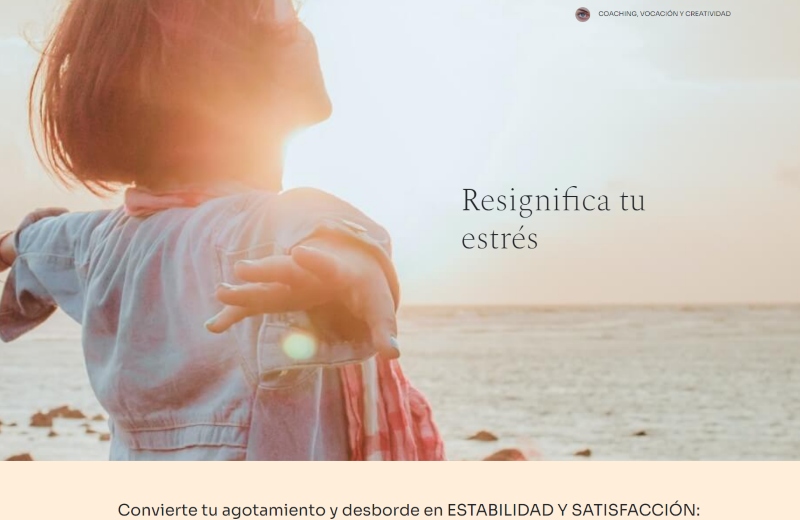 COACHING, VOCACIÓN Y CREATIVIDAD
Resignifica tu
estrés
Convierte tu agotamiento y desborde en ESTABILIDAD Y SATISFACCIÓN: